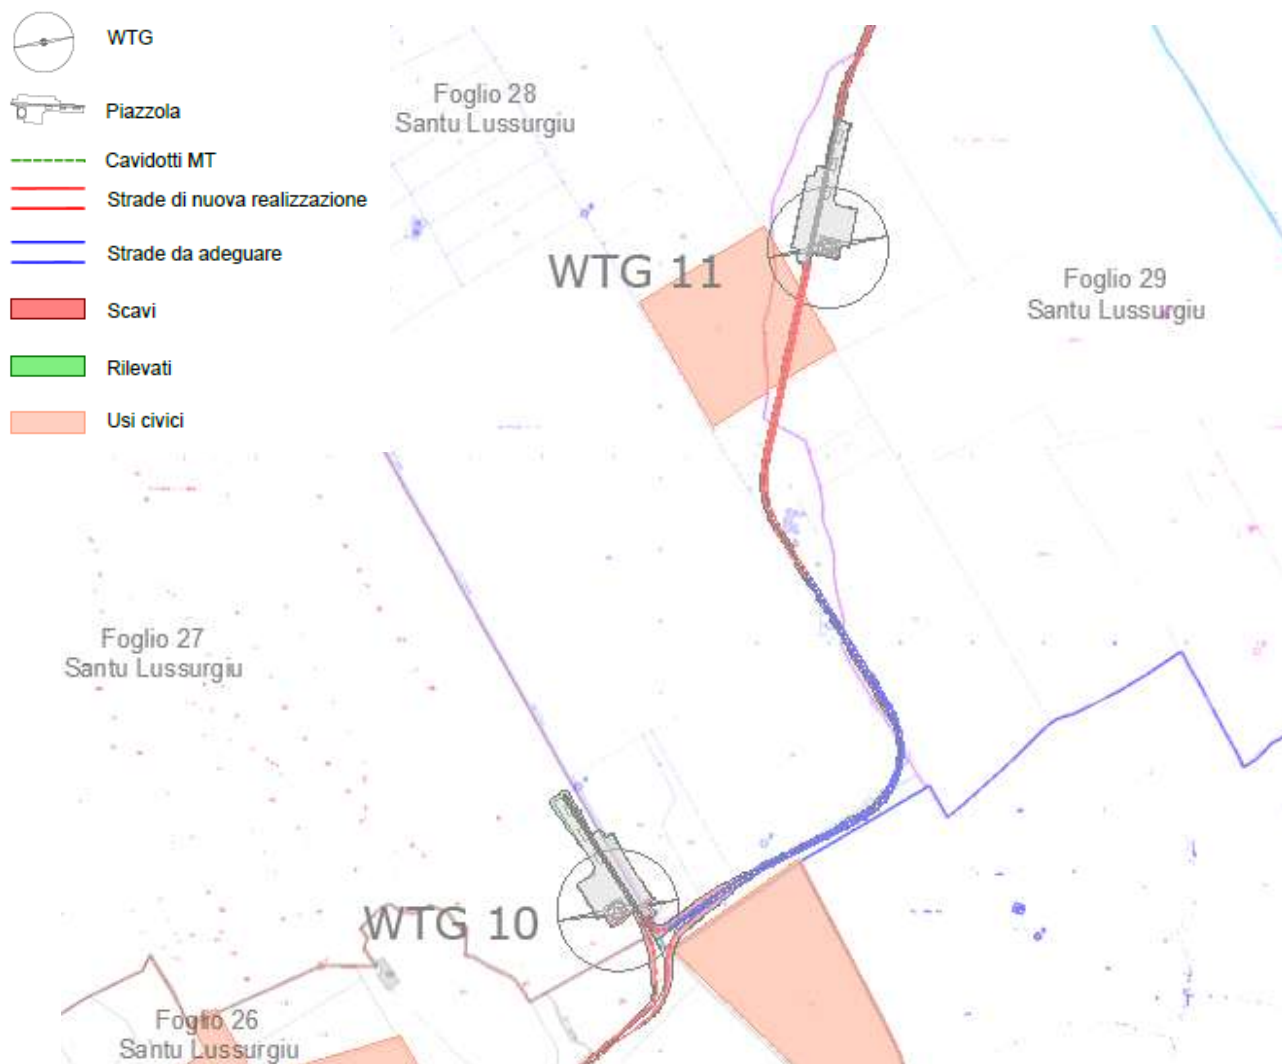 WTG
Piazzola
Cavidotti MT
Strade di nuova realizzazione
Strade da adeguare
Scavi
Rilevati
Usi civici
Foglio 28
Santu Lussurgiu
WTG 11
Foglio 29
Santu Lussurgiu
Foglio 27
Santu Lussurgiu
WTG 10
Foglio 26
Santu Lussurgiu